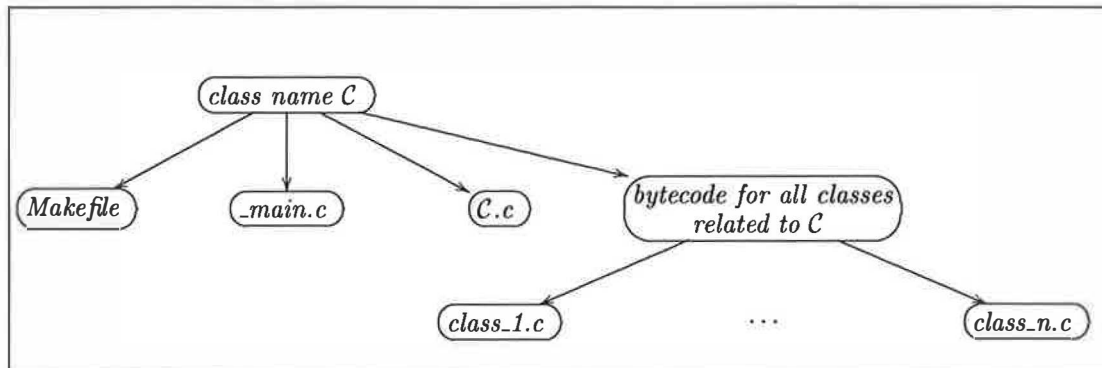 class name C
Makefile
_main.c
C.c
bytecode for all classes
related to C
class_1.c
...
class_n.c